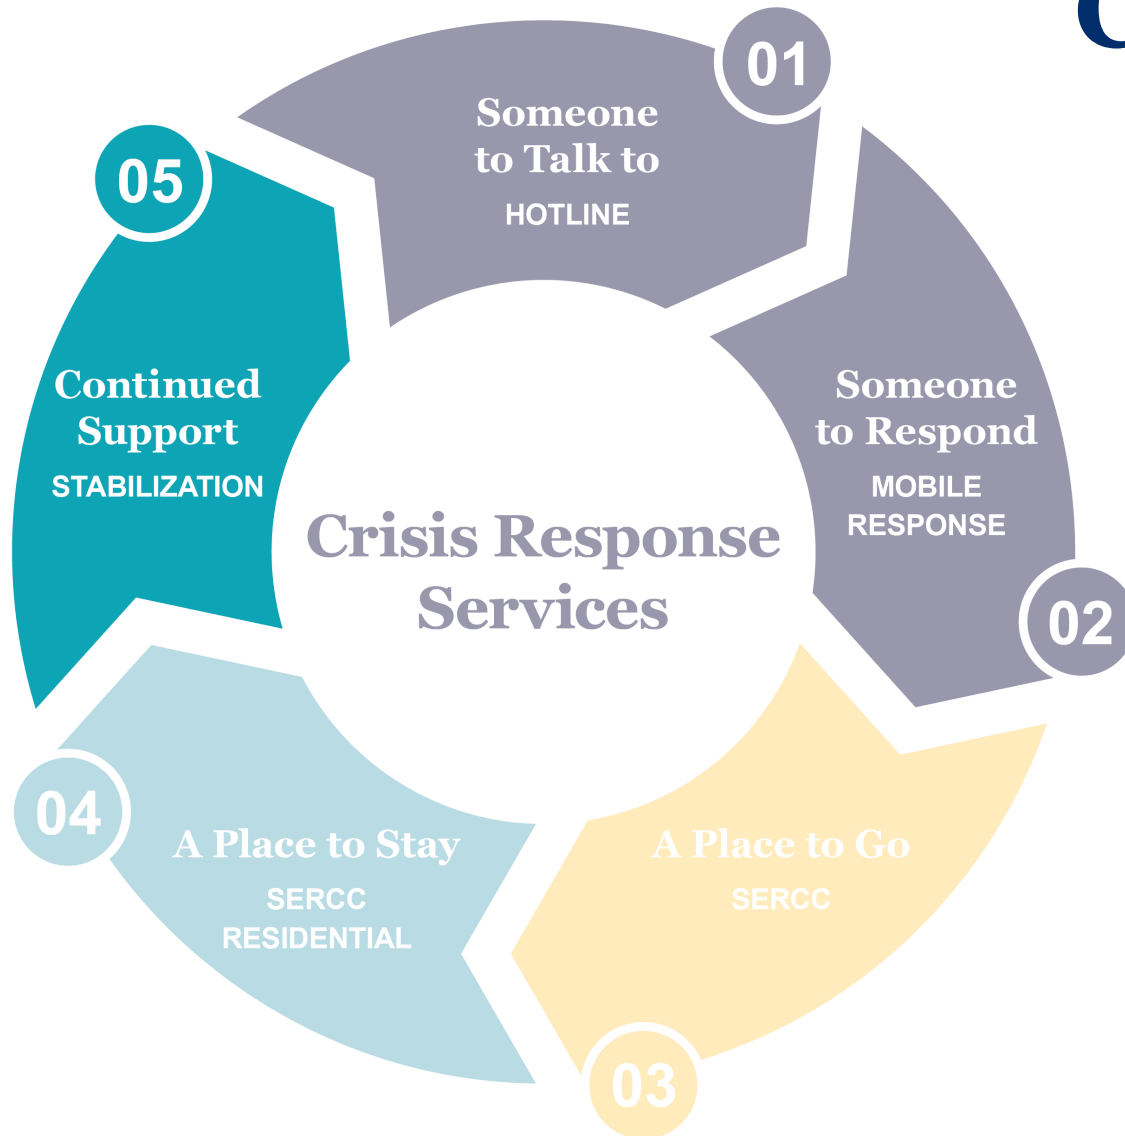 01
Someone
to Talk to
HOTLINE
02
Someone
to Respond
MOBILE
RESPONSE
03
A Place to Go
SERCC
04
A Place to Stay
SERCC
RESIDENTIAL
05
Continued
Support
STABILIZATION
Crisis Response
Services